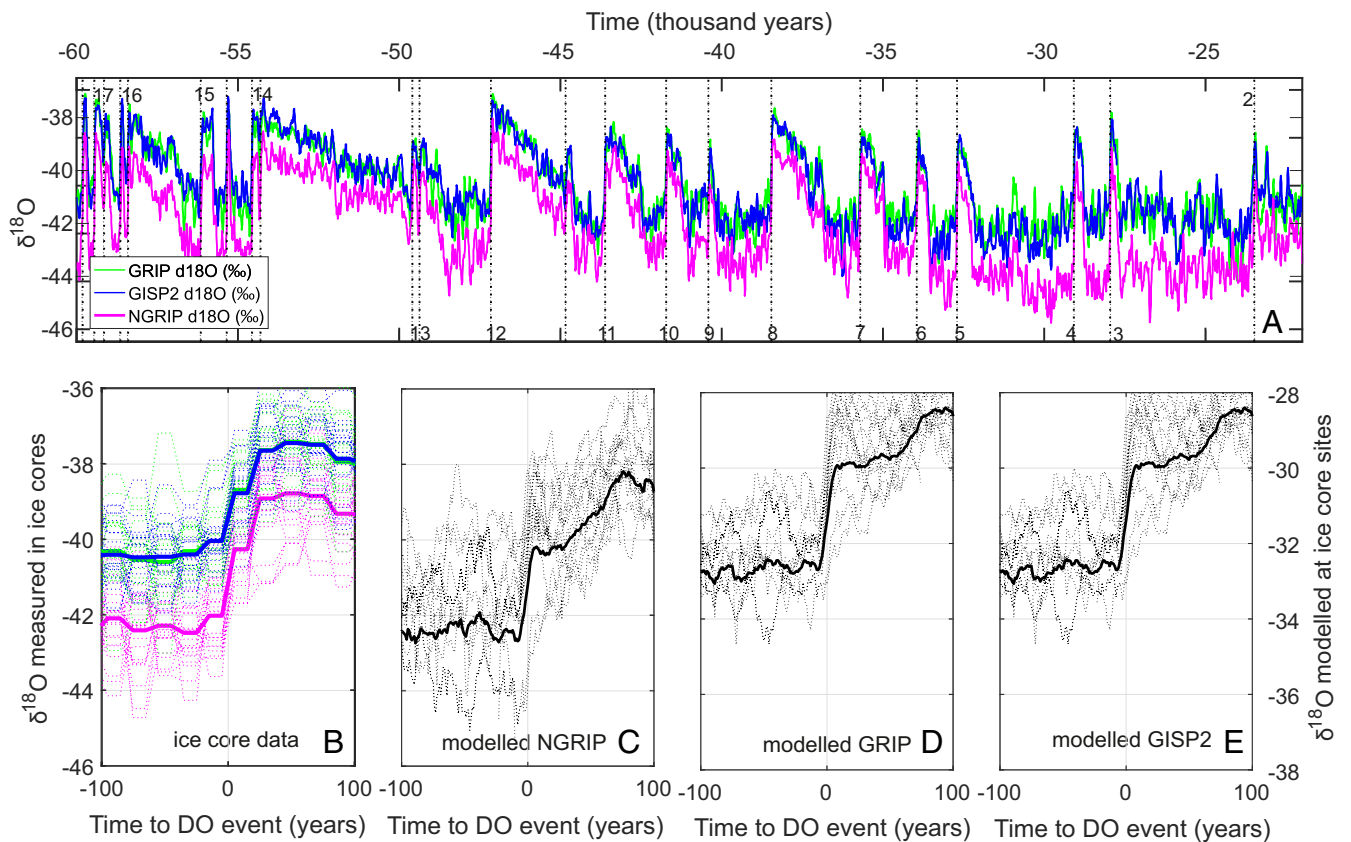 Time (thousand years)
-60 -55 -50 -45 -40 -35 -30 -25
17 16 15 14 2
-38
-40
-42
-44
-46
δ18O
GRIP d18O (‰)
GISP2 d18O (‰)
NGRIP d18O (‰)
13 12 11 10 9 8 7 6 5 4 3
A
-36
-38
-40
-42
-44
-46
δ18O measured in ice cores
ice core data B
-100 0 100
Time to DO event (years)
modelled NGRIP C
-100 0 100
Time to DO event (years)
modelled GRIP D
-100 0 100
Time to DO event (years)
modelled GISP2 E
-100 0 100
Time to DO event (years)
-28
-30
-32
-34
-36
-38
δ18O modelled at ice core sites